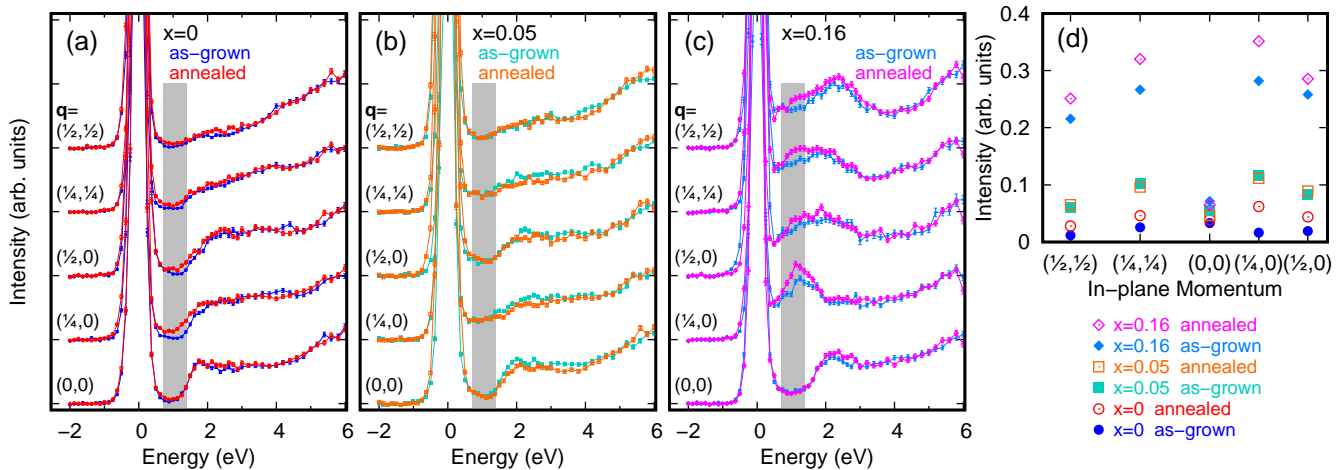 (a)
x=0
as-grown
annealed
q=
(½,½)
(¼,¼)
(½,0)
(¼,0)
(0,0)
−2 0 2 4 6
Energy (eV)
Intensity (arb. units)
(b)
x=0.05
as-grown
annealed
q=
(½,½)
(¼,¼)
(½,0)
(¼,0)
(0,0)
−2 0 2 4 6
Energy (eV)
(c)
x=0.16
as-grown
annealed
q=
(½,½)
(¼,¼)
(½,0)
(¼,0)
(0,0)
−2 0 2 4 6
Energy (eV)
(d)
Intensity (arb. units)
0.4
0.3
0.2
0.1
0
(½,½) (¼,¼) (0,0) (¼,0) (½,0)
In-plane Momentum
x=0.16 annealed
x=0.16 as-grown
x=0.05 annealed
x=0.05 as-grown
x=0 annealed
x=0 as-grown